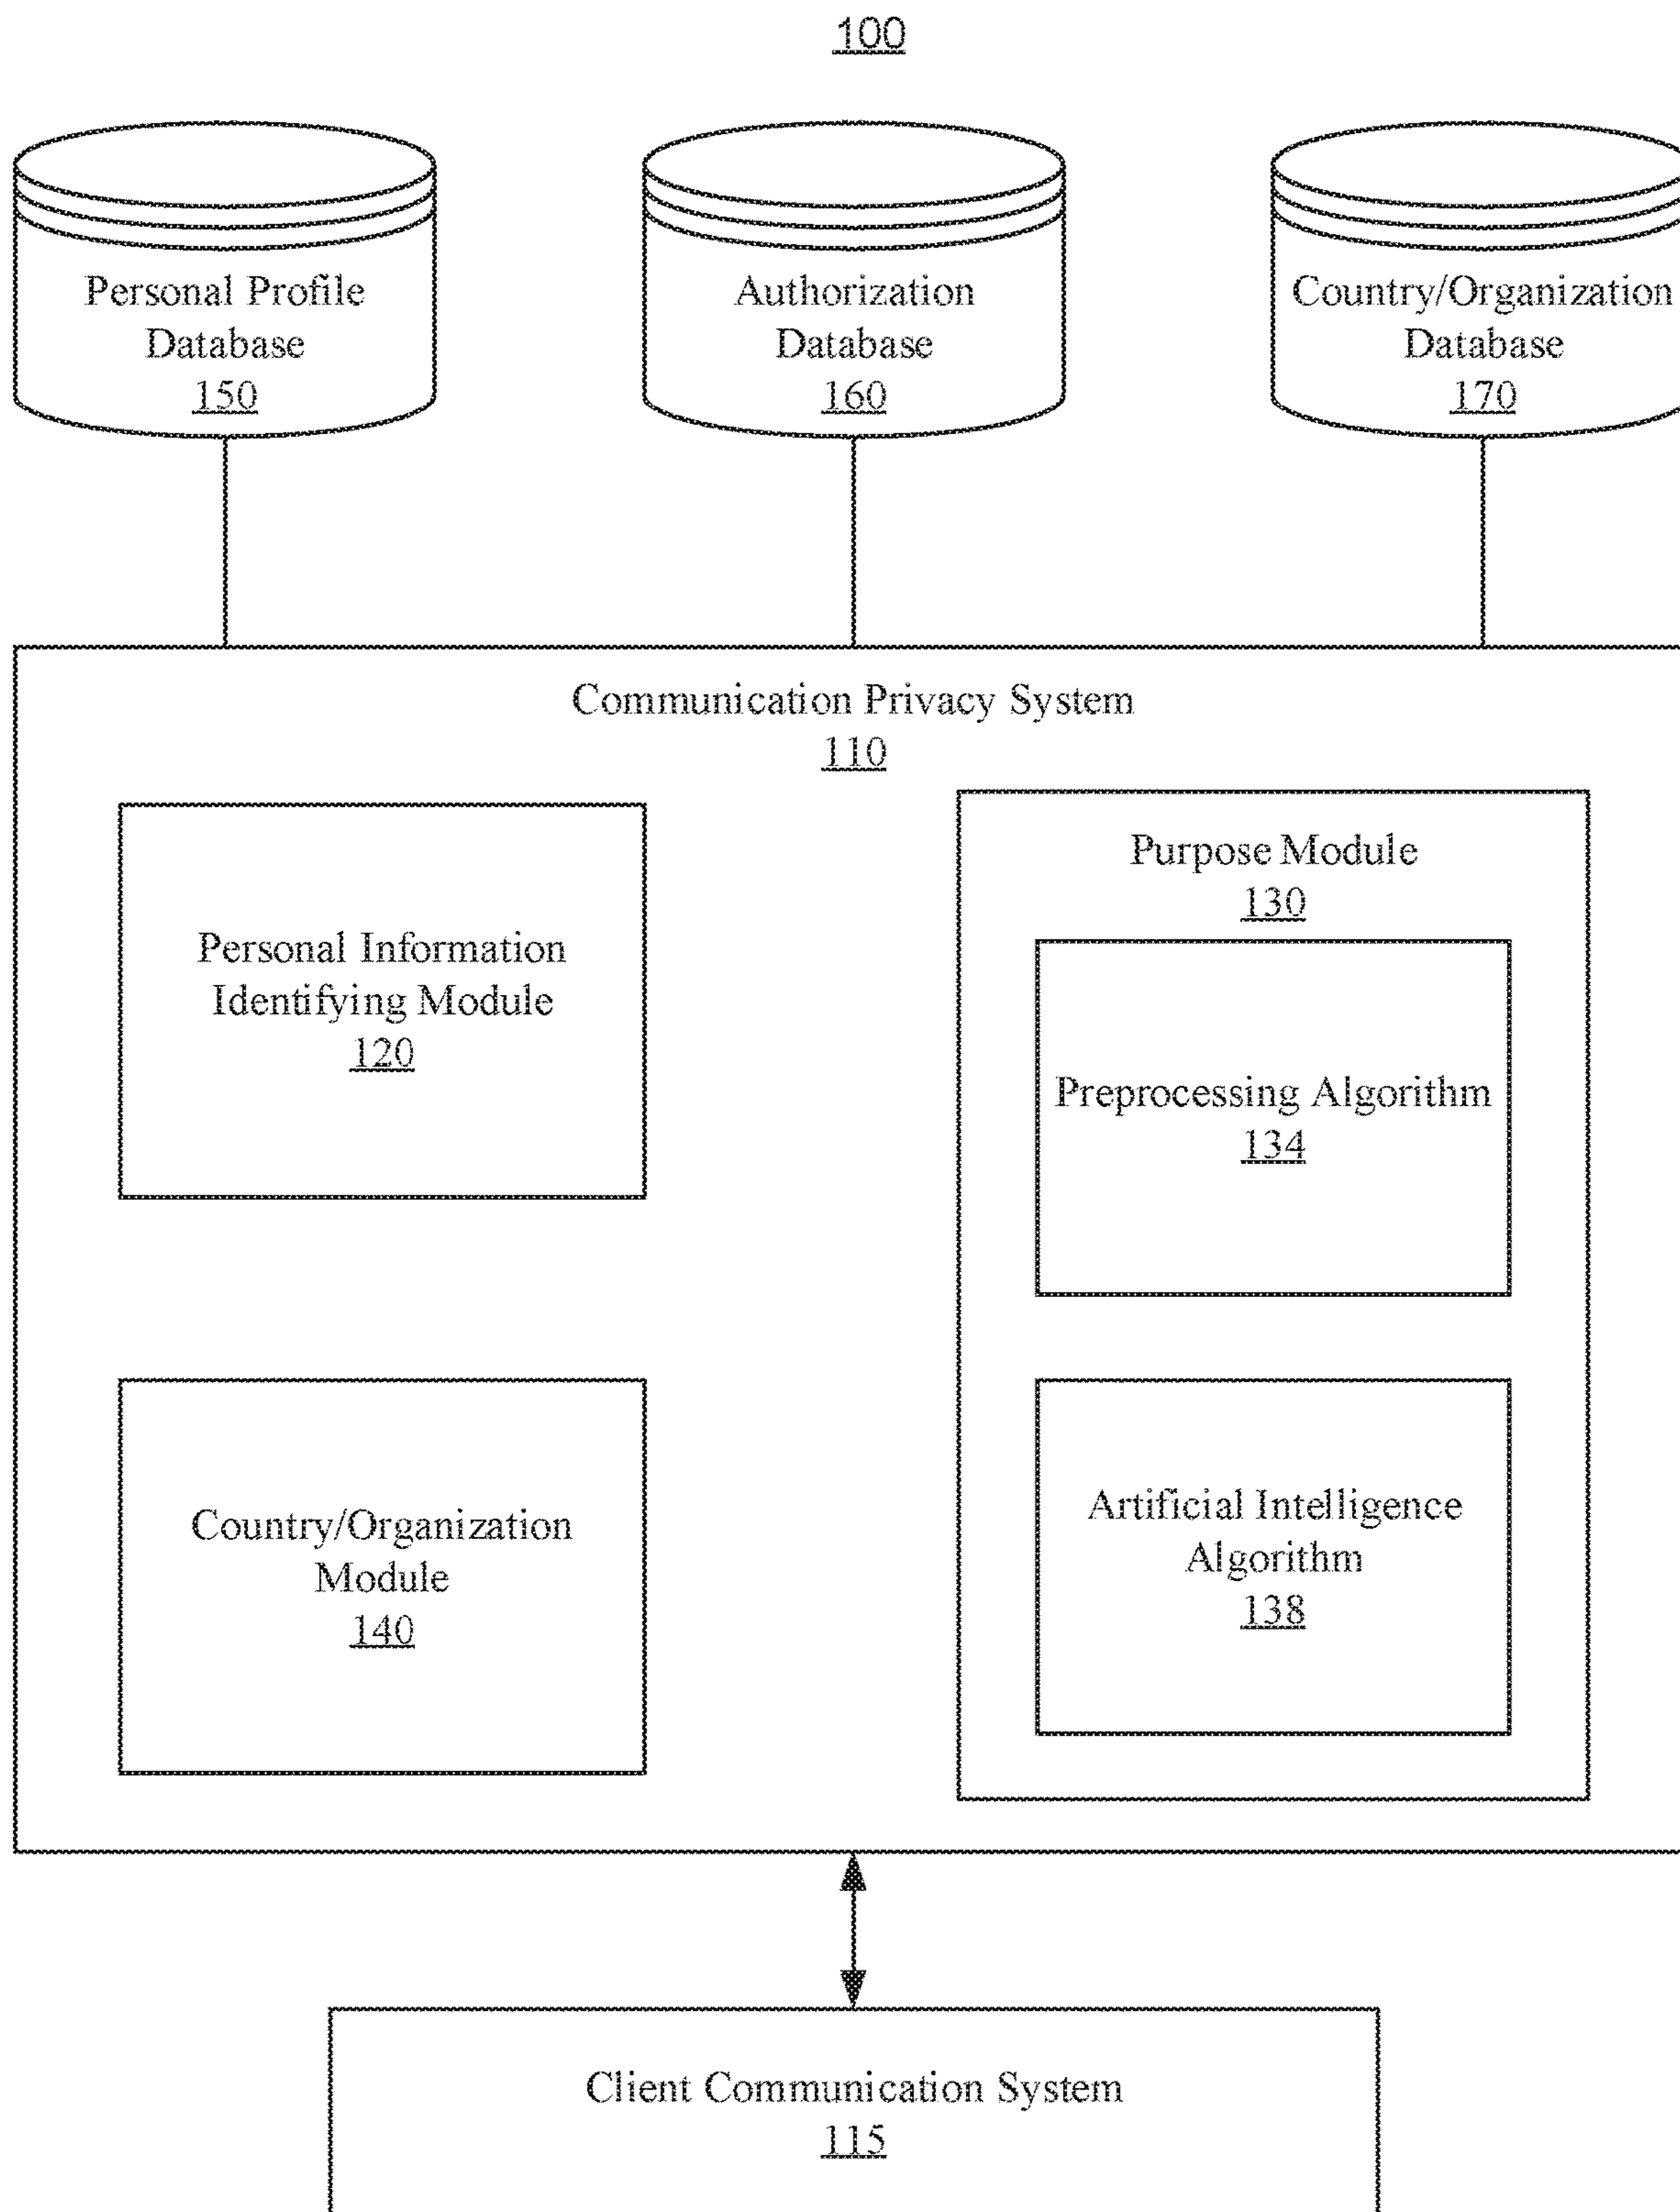 100
Personal Profile
Database
150
Authorization
Database
160
Country/Organization
Database
170
Communication Privacy System
110
Personal Information
Identifying Module
120
Purpose Module
130
Preprocessing Algorithm
134
Country/Organization
Module
140
Artificial Intelligence
Algorithm
138
Client Communication System
115